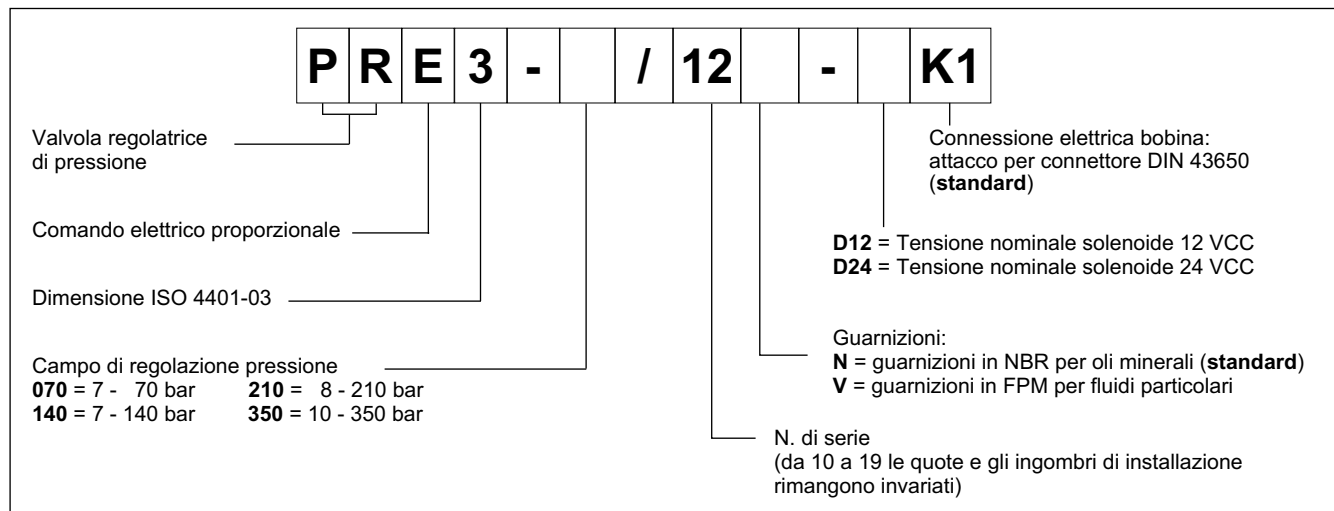 PRE3- /12 - K1
Valvola regolatrice
di pressione
Comando elettrico proporzionale
Dimensione ISO 4401-03
Campo di regolazione pressione
070 = 7 - 70 bar 210 = 8 - 210 bar
140 = 7 - 140 bar 350 = 10 - 350 bar
Connessione elettrica bobina:
attacco per connettore DIN 43650
(standard)
D12 = Tensione nominale solenoide 12 VCC
D24 = Tensione nominale solenoide 24 VCC
Guarnizioni:
N = guarnizioni in NBR per oli minerali (standard)
V = guarnizioni in FPM per fluidi particolari
N. di serie
(da 10 a 19 le quote e gli ingombri di installazione
rimangono invariati)